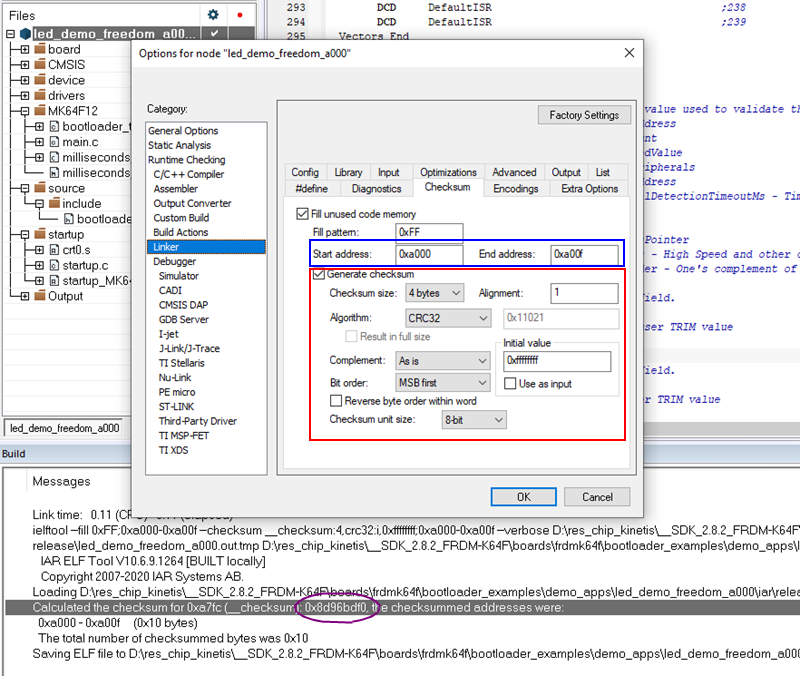 Files
led_demo_freedom_a00...
board
CMSIS
device
drivers
MK64F12
bootloader_t
main.c
milliseconds
milliseconds
source
include
bootloade
startup
crt0.s
startup.c
startup_MK6
Output
led_demo_freedom_a000
293 DCD DefaultISR ;238
294 DCD DefaultISR ;239
295 Vectors End
value used to validate th
ddress
nt
edValue
ipherals
ddress
lDetectionTimeoutMs - Tim
Pointer
- High Speed and other o
er - One's complement of
ield.
ser TRIM value
ield.
r TRIM value
Options for node "led_demo_freedom_a000"
Category:
General Options
Static Analysis
Runtime Checking
C/C++ Compiler
Assembler
Output Converter
Custom Build
Build Actions
Linker
Debugger
Simulator
CADI
CMSIS DAP
GDB Server
I-jet
J-Link/J-Trace
TI Stellaris
Nu-Link
PE micro
ST-LINK
Third-Party Driver
TI MSP-FET
TI XDS
Factory Settings
Config Library Input Optimizations Advanced Output List
#define Diagnostics Checksum Encodings Extra Options
Fill unused code memory
Fill pattern: 0xFF
Start address: 0xa000 End address: 0xa00f
Generate checksum
Checksum size: 4 bytes Alignment: 1
Algorithm: CRC32 0x11021
Result in full size
Initial value
Complement: As is 0xffffffff
Bit order: MSB first Use as input
Reverse byte order within word
Checksum unit size: 8-bit
OK Cancel
Build
Messages
Link time: 0.11 (CPU) 0.11 (elapsed)
ielftool --fill 0xFF;0xa000-0xa00f --checksum __checksum:4,crc32:i,0xffffffff;0xa000-0xa00f --verbose D:\res_chip_kinetis\__SDK_2.8.2_FRDM-K64F\
release\led_demo_freedom_a000.out.tmp D:\res_chip_kinetis\__SDK_2.8.2_FRDM-K64F\boards\frdmk64f\bootloader_examples\demo_apps\l
IAR ELF Tool V10.6.9.1264 [BUILT locally]
Copyright 2007-2020 IAR Systems AB.
Loading D:\res_chip_kinetis\__SDK_2.8.2_FRDM-K64F\boards\frdmk64f\bootloader_examples\demo_apps\led_demo_freedom_a000\iar\releas
Calculated the checksum for 0xa7fc (__checksum): 0x8d96bdf0, the checksummed addresses were:
0xa000 - 0xa00f (0x10 bytes)
The total number of checksummed bytes was 0x10
Saving ELF file to D:\res_chip_kinetis\__SDK_2.8.2_FRDM-K64F\boards\frdmk64f\bootloader_examples\demo_apps\led_demo_freedom_a000